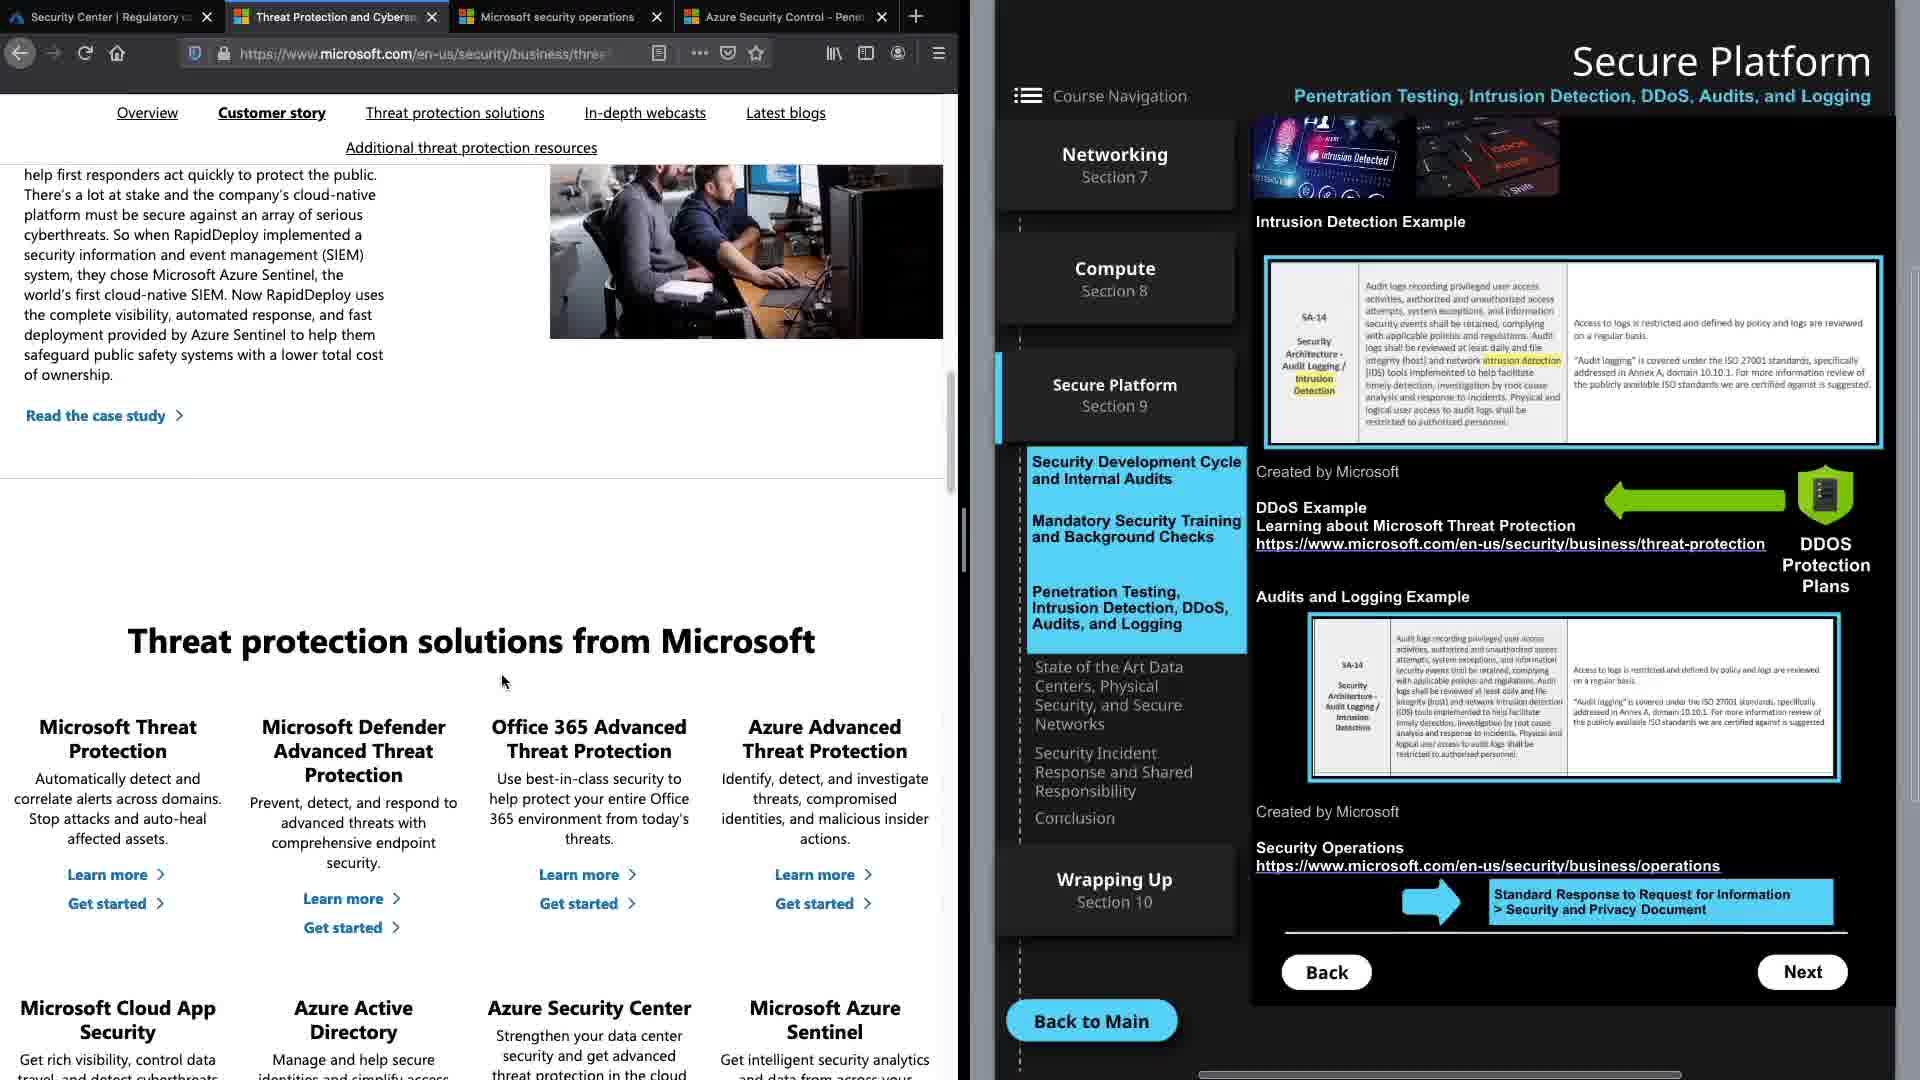 Security Center | Regulatory c
Threat Protection and Cyberse
Microsoft security operations
Azure Security Control - Penet
https://www.microsoft.com/en-us/security/business/threa
Overview
Customer story
Threat protection solutions
In-depth webcasts
Latest blogs
Additional threat protection resources
help first responders act quickly to protect the public.
There's a lot at stake and the company's cloud-native
platform must be secure against an array of serious
cyberthreats. So when RapidDeploy implemented a
security information and event management (SIEM)
system, they chose Microsoft Azure Sentinel, the
world's first cloud-native SIEM. Now RapidDeploy uses
the complete visibility, automated response, and fast
deployment provided by Azure Sentinel to help them
safeguard public safety systems with a lower total cost
of ownership.
Read the case study
Threat protection solutions from Microsoft
Microsoft Threat
Protection
Automatically detect and
correlate alerts across domains.
Stop attacks and auto-heal
affected assets.
Learn more
Get started
Microsoft Defender
Advanced Threat
Protection
Prevent, detect, and respond to
advanced threats with
comprehensive endpoint
security.
Learn more
Get started
Office 365 Advanced
Threat Protection
Use best-in-class security to
help protect your entire Office
365 environment from today's
threats.
Learn more
Get started
Azure Advanced
Threat Protection
Identify, detect, and investigate
threats, compromised
identities, and malicious insider
actions.
Learn more
Get started
Microsoft Cloud App
Security
Get rich visibility, control data
travel, and detect cyberthreats
Azure Active
Directory
Manage and help secure
identities and simplify access
Azure Security Center
Strengthen your data center
security and get advanced
threat protection in the cloud
Microsoft Azure
Sentinel
Get intelligent security analytics
and data from across your
Secure Platform
Penetration Testing, Intrusion Detection, DDoS, Audits, and Logging
Course Navigation
Networking
Section 7
Compute
Section 8
Secure Platform
Section 9
Security Development Cycle
and Internal Audits
Mandatory Security Training
and Background Checks
Penetration Testing,
Intrusion Detection, DDoS,
Audits, and Logging
State of the Art Data
Centers, Physical
Security, and Secure
Networks
Security Incident
Response and Shared
Responsibility
Conclusion
Wrapping Up
Section 10
Back to Main
Intrusion Detected
DDOS
Shift
Intrusion Detection Example
SA-14
Security
Architecture -
Audit Logging /
Intrusion
Detection
Audit logs recording privileged user access
activities, authorized and unauthorized access
attempts, system exceptions, and information
security events shall be retained, complying
with applicable policies and regulations. Audit
logs shall be reviewed at least daily and file
integrity (host) and network intrusion detection
(IDS) tools implemented to help facilitate
timely detection, investigation by root cause
analysis and response to incidents. Physical and
logical user access to audit logs shall be
restricted to authorized personnel.
Access to logs is restricted and defined by policy and logs are reviewed
on a regular basis.
"Audit logging" is covered under the ISO 27001 standards, specifically
addressed in Annex A, domain 10.10.1. For more information review of
the publicly available ISO standards we are certified against is suggested.
Created by Microsoft
DDoS Example
Learning about Microsoft Threat Protection
https://www.microsoft.com/en-us/security/business/threat-protection
DDOS
Protection
Plans
Audits and Logging Example
SA-14
Security
Architecture -
Audit Logging /
Intrusion
Detection
Audit logs recording privileged user access
activities, authorized and unauthorized access
attempts, system exceptions, and information
security events shall be retained, complying
with applicable policies and regulations. Audit
logs shall be reviewed at least daily and file
integrity (host) and network intrusion detection
(IDS) tools implemented to help facilitate
timely detection, investigation by root cause
analysis and response to incidents. Physical and
logical user access to audit logs shall be
restricted to authorized personnel.
Access to logs is restricted and defined by policy and logs are reviewed
on a regular basis.
"Audit logging" is covered under the ISO 27001 standards, specifically
addressed in Annex A, domain 10.10.1. For more information review of
the publicly available ISO standards we are certified against is suggested
Created by Microsoft
Security Operations
https://www.microsoft.com/en-us/security/business/operations
Standard Response to Request for Information
> Security and Privacy Document
Back
Next